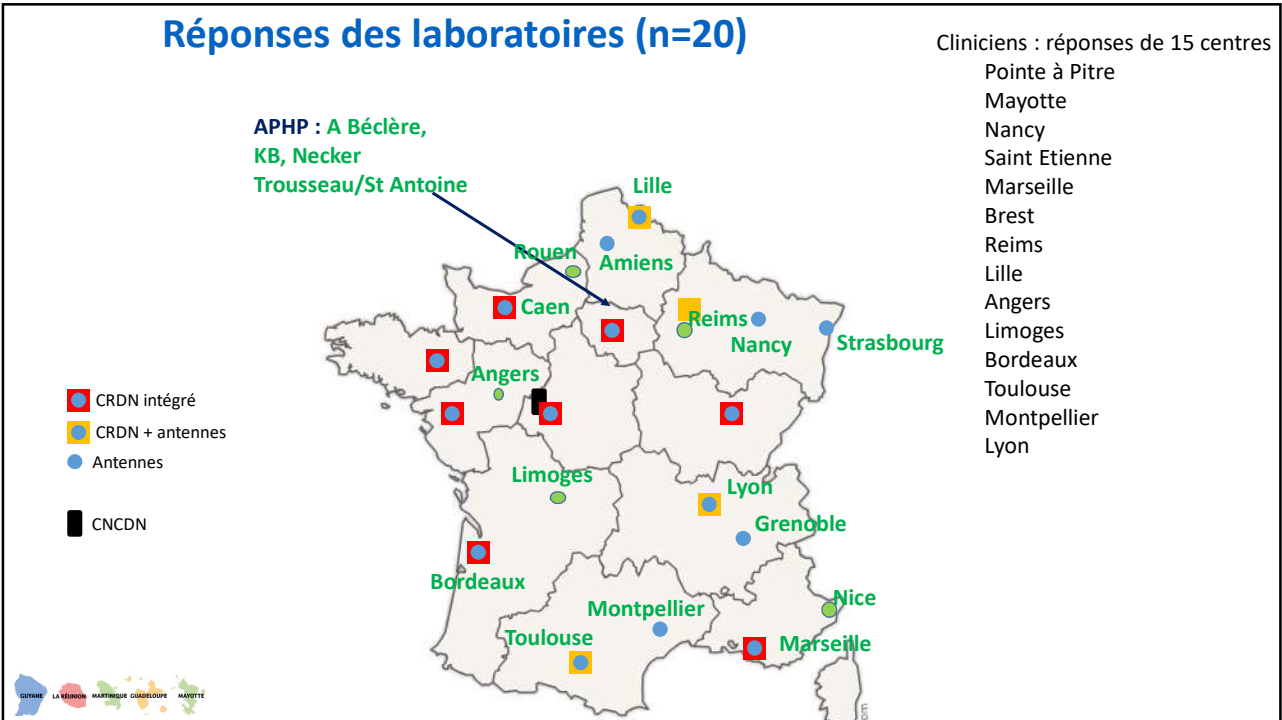 Réponses des laboratoires (n=20)
Cliniciens : réponses de 15 centres
Pointe à Pitre
Mayotte
Nancy
Saint Etienne
Marseille
Brest
Reims
Lille
Angers
Limoges
Bordeaux
Toulouse
Montpellier
Lyon
APHP : A Béclère,
KB, Necker
Trousseau/St Antoine
Lille
Rouen
Amiens
Caen
Reims
Nancy
Strasbourg
Angers
CRDN intégré
CRDN + antennes
Antennes
CNCDN
Limoges
Lyon
Grenoble
Bordeaux
Nice
Montpellier
Toulouse
Marseille
GUYANE
LA RÉUNION
MARTINIQUE
GUADELOUPE
MAYOTTE